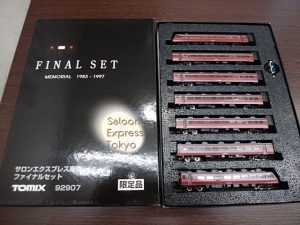 FINAL SET
MEMORIAL 1983 - 1997
Saloon
Express
Tokyo
サロンエクスプレス東京
ファイナルセット
TOMIX 92907
限定品